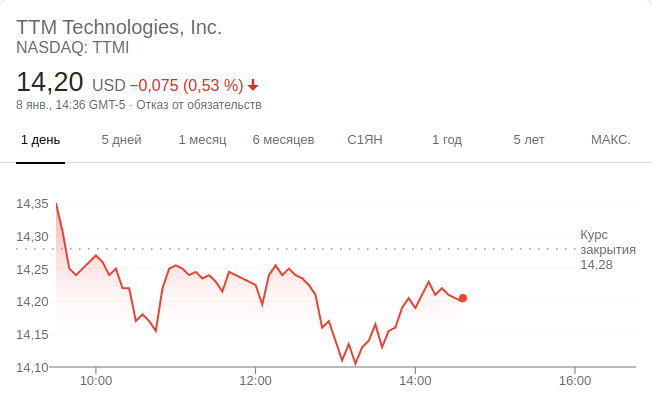 TTM Technologies, Inc.
NASDAQ: TTMI
14,20 USD −0,075 (0,53 %)
8 янв., 14:36 GMT-5 · Отказ от обязательств
1 день 5 дней 1 месяц 6 месяцев С1ЯН 1 год 5 лет МАКС.
14,35
14,30
14,25
14,20
14,15
14,10
Курс
закрытия
14,28
10:00 12:00 14:00 16:00